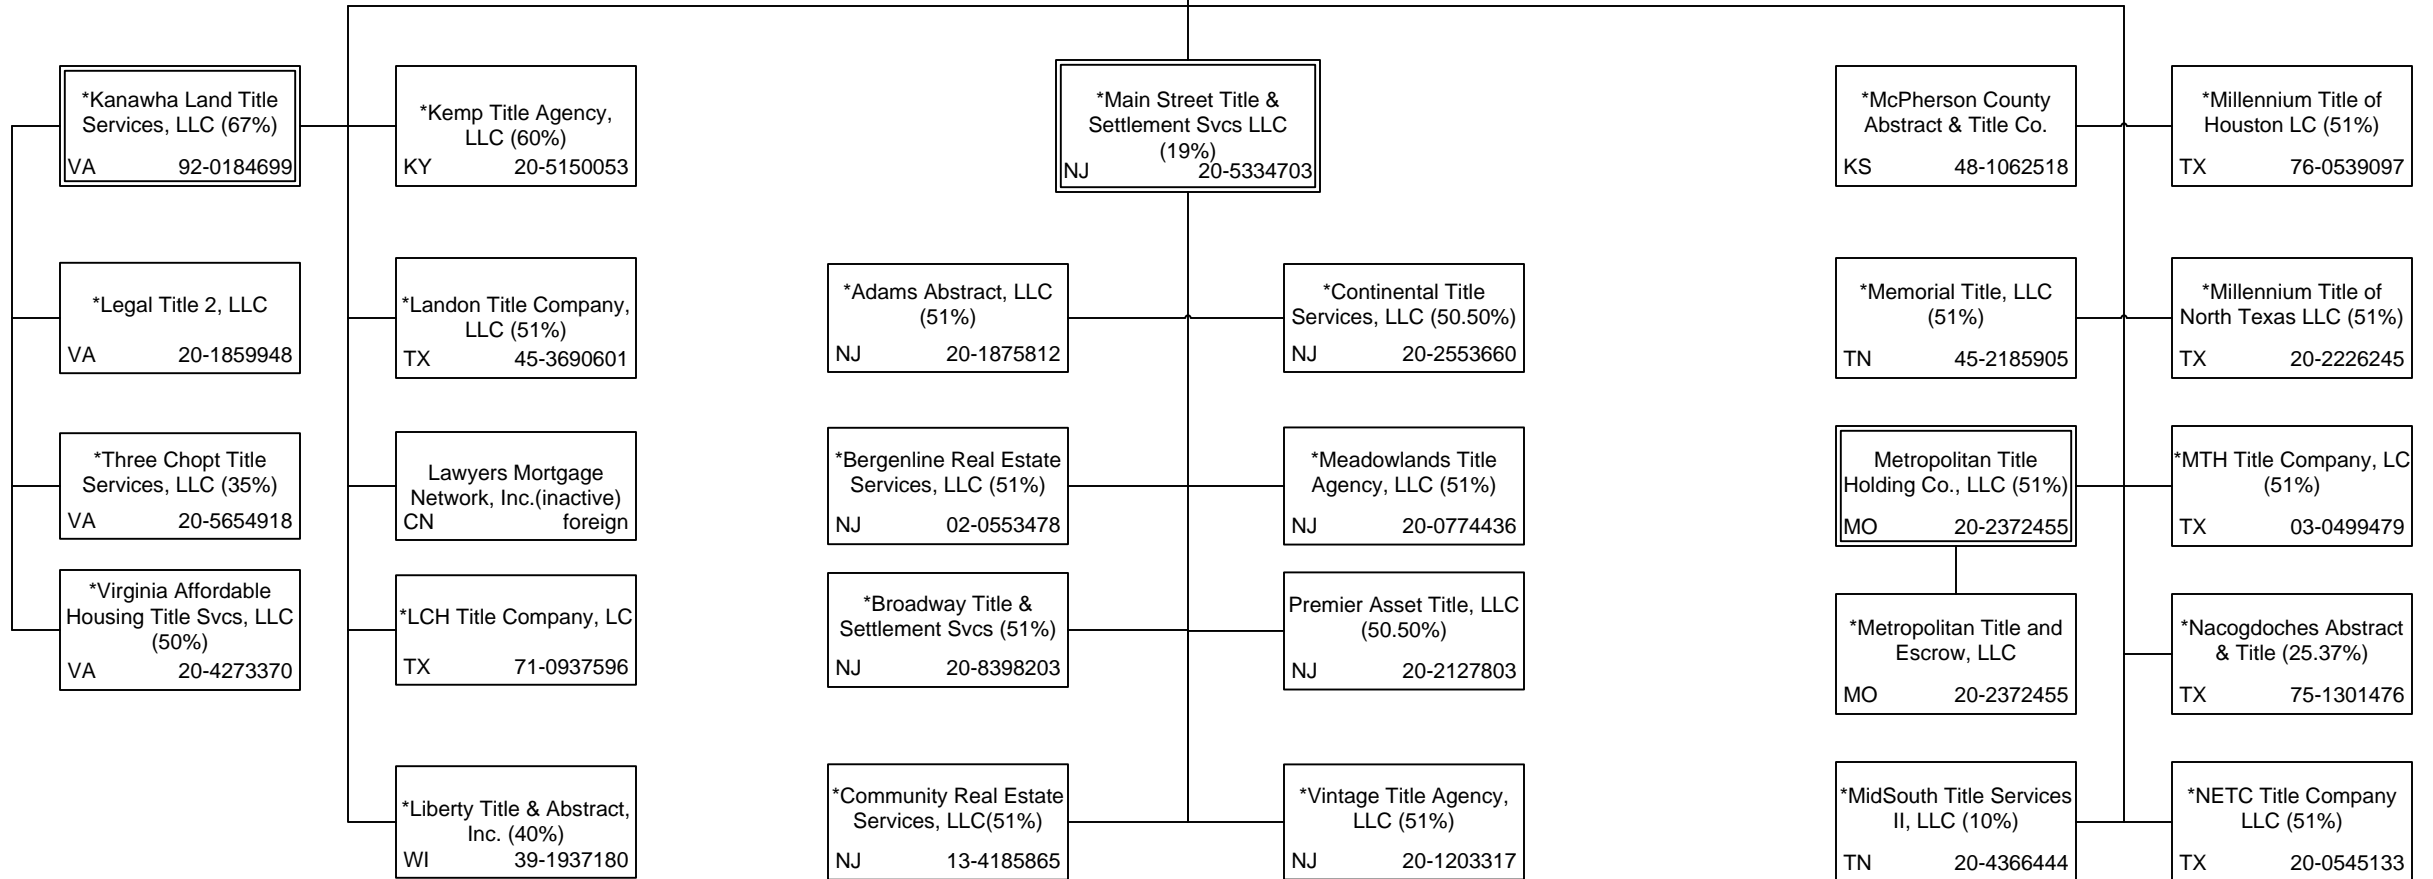 *Kanawha Land Title
Services, LLC (67%)
VA 92-0184699
*Legal Title 2, LLC
VA 20-1859948
*Three Chopt Title
Services, LLC (35%)
VA 20-5654918
*Virginia Affordable
Housing Title Svcs, LLC
(50%)
VA 20-4273370
*Kemp Title Agency,
LLC (60%)
KY 20-5150053
*Landon Title Company,
LLC (51%)
TX 45-3690601
Lawyers Mortgage
Network, Inc.(inactive)
CN foreign
*LCH Title Company, LC
TX 71-0937596
*Liberty Title & Abstract,
Inc. (40%)
WI 39-1937180
*Main Street Title &
Settlement Svcs LLC
(19%)
NJ 20-5334703
*Adams Abstract, LLC
(51%)
NJ 20-1875812
*Bergenline Real Estate
Services, LLC (51%)
NJ 02-0553478
*Broadway Title &
Settlement Svcs (51%)
NJ 20-8398203
*Community Real Estate
Services, LLC(51%)
NJ 13-4185865
*Continental Title
Services, LLC (50.50%)
NJ 20-2553660
*Meadowlands Title
Agency, LLC (51%)
NJ 20-0774436
Premier Asset Title, LLC
(50.50%)
NJ 20-2127803
*Vintage Title Agency,
LLC (51%)
NJ 20-1203317
*McPherson County
Abstract & Title Co.
KS 48-1062518
*Memorial Title, LLC
(51%)
TN 45-2185905
Metropolitan Title
Holding Co., LLC (51%)
MO 20-2372455
*Metropolitan Title and
Escrow, LLC
MO 20-2372455
*MidSouth Title Services
II, LLC (10%)
TN 20-4366444
*Millennium Title of
Houston LC (51%)
TX 76-0539097
*Millennium Title of
North Texas LLC (51%)
TX 20-2226245
*MTH Title Company, LC
(51%)
TX 03-0499479
*Nacogdoches Abstract
& Title (25.37%)
TX 75-1301476
*NETC Title Company
LLC (51%)
TX 20-0545133